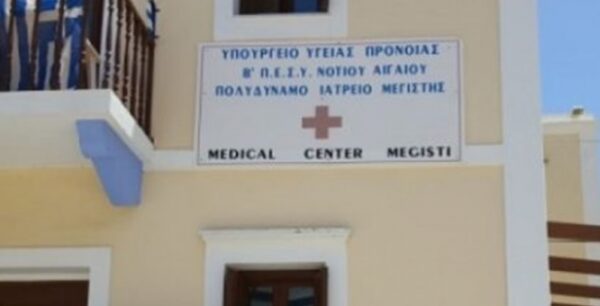 ΥΠΟΥΡΓΕΙΟ ΥΓΕΙΑΣ ΠΡΟΝΟΙΑΣ
Β' Π.Ε.Σ.Υ. ΝΟΤΙΟΥ ΑΙΓΑΙΟΥ
ΠΟΛΥΔΥΝΑΜΟ ΙΑΤΡΕΙΟ ΜΕΓΙΣΤΗΣ
MEDICAL CENTER MEGISTI